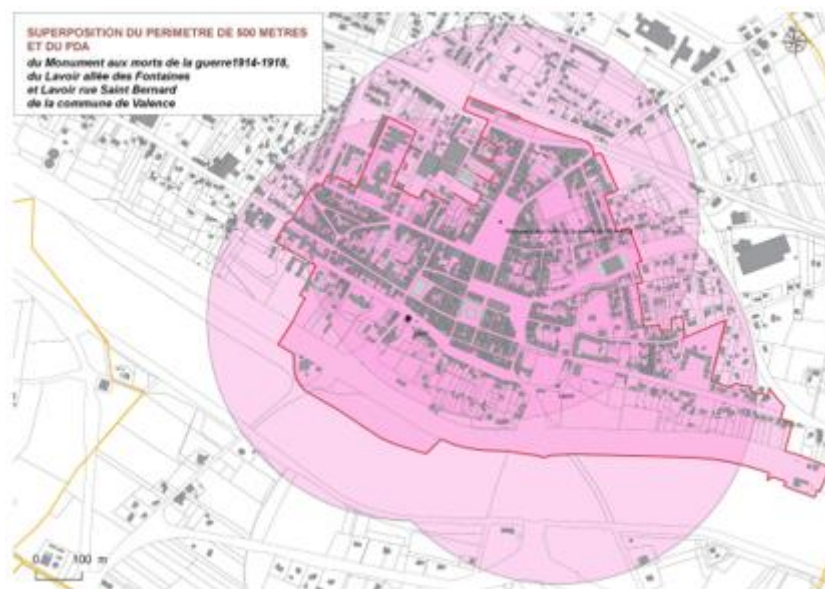 SUPERPOSITION DU PERIMETRE DE 500 METRES
ET DU PDA
du Monument aux morts de la guerre1914-1918,
du Lavoir allée des Fontaines
et Lavoir rue Saint Bernard
de la commune de Valence
0 100 m